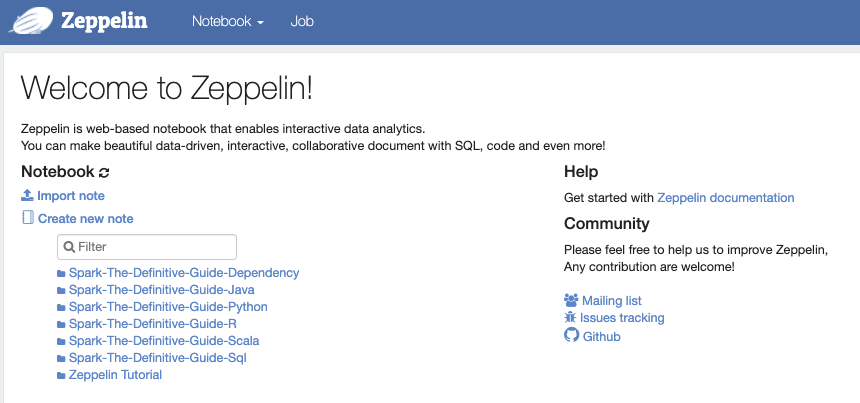 Zeppelin Notebook Job
Welcome to Zeppelin!
Zeppelin is web-based notebook that enables interactive data analytics.
You can make beautiful data-driven, interactive, collaborative document with SQL, code and even more!
Notebook
Import note
Create new note
Filter
Spark-The-Definitive-Guide-Dependency
Spark-The-Definitive-Guide-Java
Spark-The-Definitive-Guide-Python
Spark-The-Definitive-Guide-R
Spark-The-Definitive-Guide-Scala
Spark-The-Definitive-Guide-Sql
Zeppelin Tutorial
Help
Get started with Zeppelin documentation
Community
Please feel free to help us to improve Zeppelin,
Any contribution are welcome!
Mailing list
Issues tracking
Github